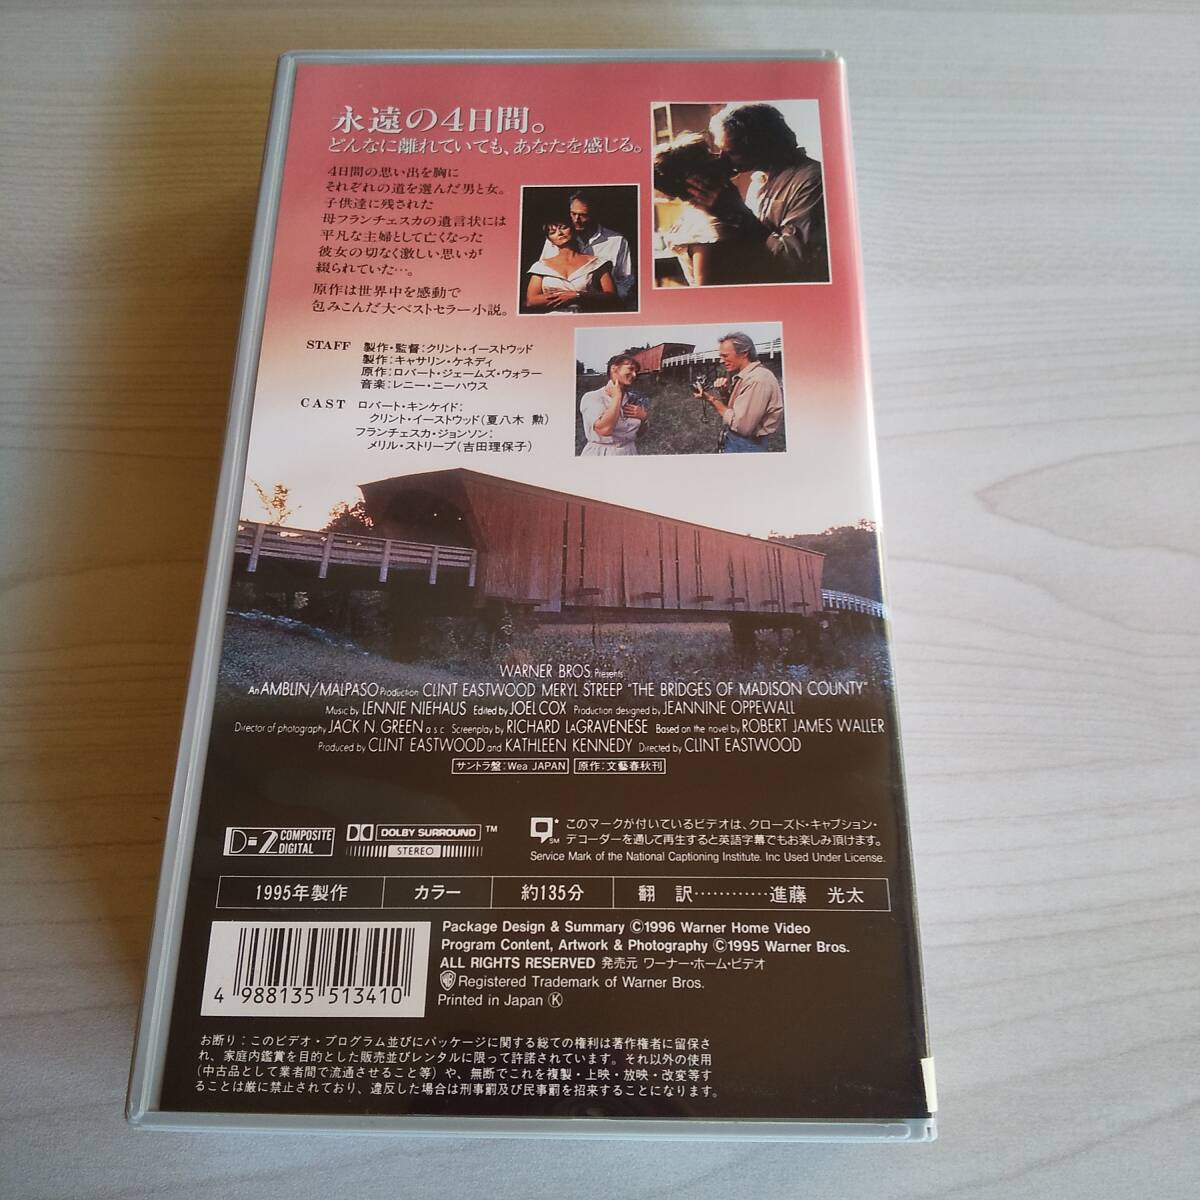 永遠の4日間。
どんなに離れていても、あなたを感じる。
4日間の思い出を胸に
それぞれの道を選んだ男と女。
子供達に残された
母フランチェスカの遺言状には
平凡な主婦として亡くなった
彼女の切なく激しい思いが
綴られていた…。
原作は世界中を感動で
包みこんだ大ベストセラー小説。
STAFF 製作・監督:クリント・イーストウッド
製作:キャサリン・ケネディ
原作:ロバート・ジェームズ・ウォラー
音楽:レニー・ニーハウス
CAST ロバート・キンケイド:
クリント・イーストウッド(夏八木 勲)
フランチェスカ・ジョンソン:
メリル・ストリープ(吉田理保子)
WARNER BROS. Presents
An AMBLIN/MALPASO Production CLINT EASTWOOD MERYL STREEP "THE BRIDGES OF MADISON COUNTY"
Music by LENNIE NIEHAUS Edited by JOEL COX Production designed by JEANNINE OPPEWALL
Director of photography JACK N. GREEN a s c Screenplay by RICHARD LaGRAVENESE Based on the novel by ROBERT JAMES WALLER
Produced by CLINT EASTWOOD and KATHLEEN KENNEDY Directed by CLINT EASTWOOD
サントラ盤:Wea JAPAN 原作:文藝春秋刊
D-2 COMPOSITE DIGITAL
DOLBY SURROUND TM
STEREO
SM このマークが付いているビデオは、クローズド・キャプション・
デコーダーを通して再生すると英語字幕でもお楽しみ頂けます。
Service Mark of the National Captioning Institute. Inc Used Under License.
1995年製作 カラー 約135分 翻 訳…………進藤 光太
Package Design & Summary ©1996 Warner Home Video
Program Content, Artwork & Photography ©1995 Warner Bros.
ALL RIGHTS RESERVED 発売元 ワーナー・ホーム・ビデオ
WB Registered Trademark of Warner Bros.
Printed in Japan Ⓚ
4 988135 513410
お断り:このビデオ・プログラム並びにパッケージに関する総ての権利は著作権者に留保さ
れ、家庭内鑑賞を目的とした販売並びレンタルに限って許諾されています。それ以外の使用
(中古品として業者間で流通させること等)や、無断でこれを複製・上映・放映・改変等す
ることは厳に禁止されており、違反した場合は刑事罰及び民事罰を招来することになります。